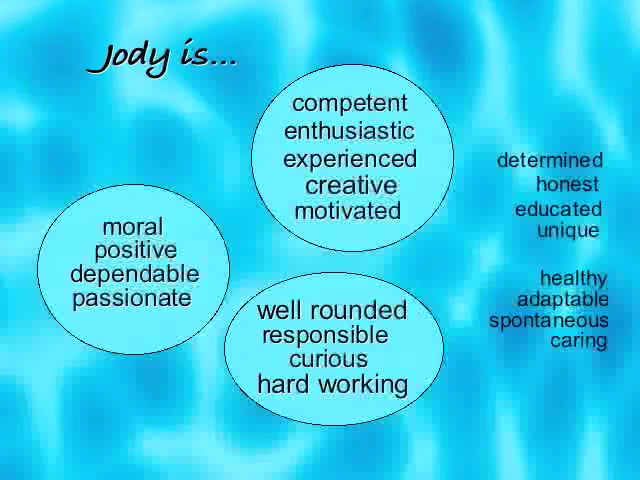 Jody is...
competent
enthusiastic
experienced
creative
motivated
moral
positive
dependable
passionate
well rounded
responsible
curious
hard working
determined
honest
educated
unique
healthy
adaptable
spontaneous
caring